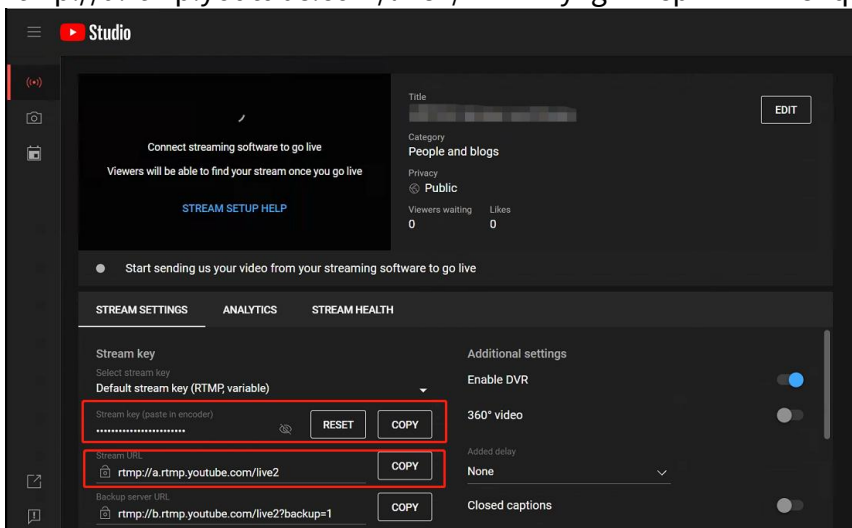 Studio
Title
EDIT
Connect streaming software to go live
Category
People and blogs
Viewers will be able to find your stream once you go live
Privacy
Public
STREAM SETUP HELP
Viewers waiting Likes
0 0
Start sending us your video from your streaming software to go live
STREAM SETTINGS ANALYTICS STREAM HEALTH
Stream key
Select stream key
Default stream key (RTMP, variable)
Stream key (paste in encoder)
•••••••••••••••••••••••
RESET COPY
Stream URL
rtmp://a.rtmp.youtube.com/live2
COPY
Backup server URL
rtmp://b.rtmp.youtube.com/live2?backup=1
COPY
Additional settings
Enable DVR
360° video
Added delay
None
Closed captions